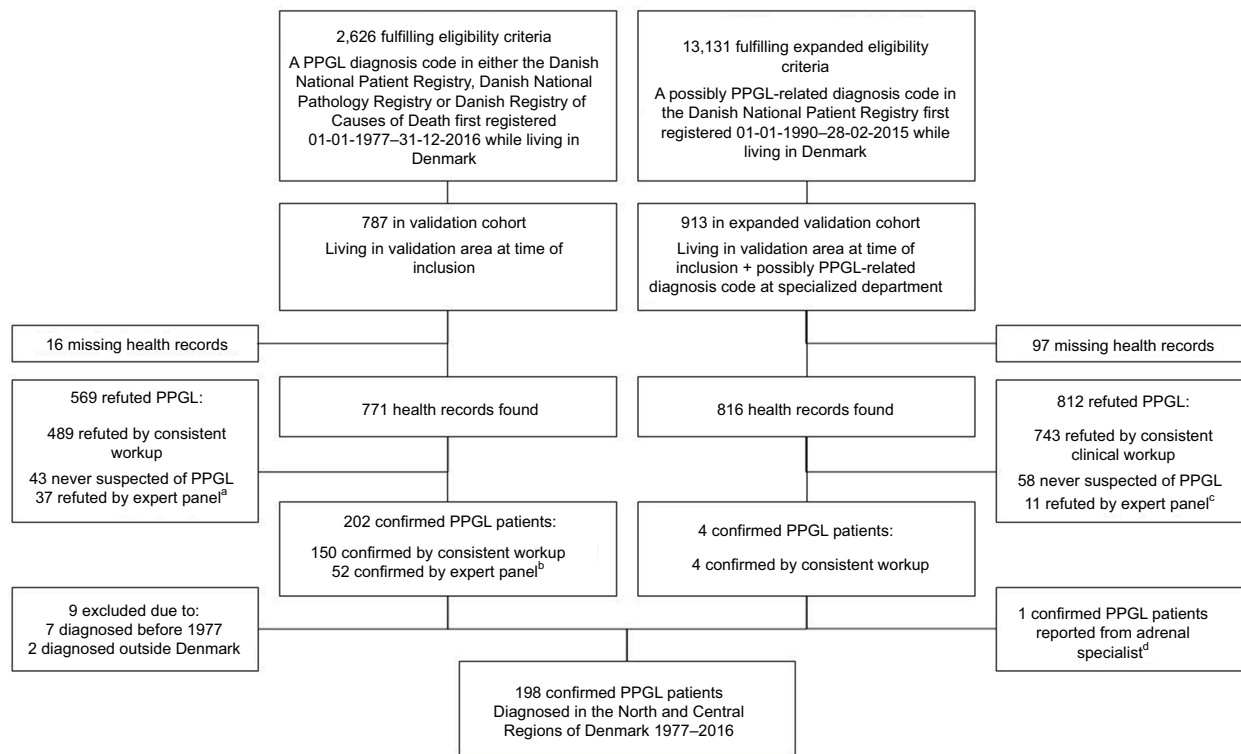 2,626 fulfilling eligibility criteria
A PPGL diagnosis code in either the Danish
National Patient Registry, Danish National
Pathology Registry or Danish Registry of
Causes of Death first registered
01-01-1977–31-12-2016 while living in
Denmark
13,131 fulfilling expanded eligibility
criteria
A possibly PPGL-related diagnosis code in
the Danish National Patient Registry first
registered 01-01-1990–28-02-2015 while
living in Denmark
787 in validation cohort
Living in validation area at time of
inclusion
913 in expanded validation cohort
Living in validation area at time of
inclusion + possibly PPGL-related
diagnosis code at specialized department
16 missing health records
97 missing health records
569 refuted PPGL:
489 refuted by consistent
workup
43 never suspected of PPGL
37 refuted by expert panelᵃ
771 health records found
816 health records found
812 refuted PPGL:
743 refuted by consistent
clinical workup
58 never suspected of PPGL
11 refuted by expert panelᶜ
202 confirmed PPGL patients:
150 confirmed by consistent workup
52 confirmed by expert panelᵇ
4 confirmed PPGL patients:
4 confirmed by consistent workup
9 excluded due to:
7 diagnosed before 1977
2 diagnosed outside Denmark
1 confirmed PPGL patients
reported from adrenal
specialistᵈ
198 confirmed PPGL patients
Diagnosed in the North and Central
Regions of Denmark 1977–2016